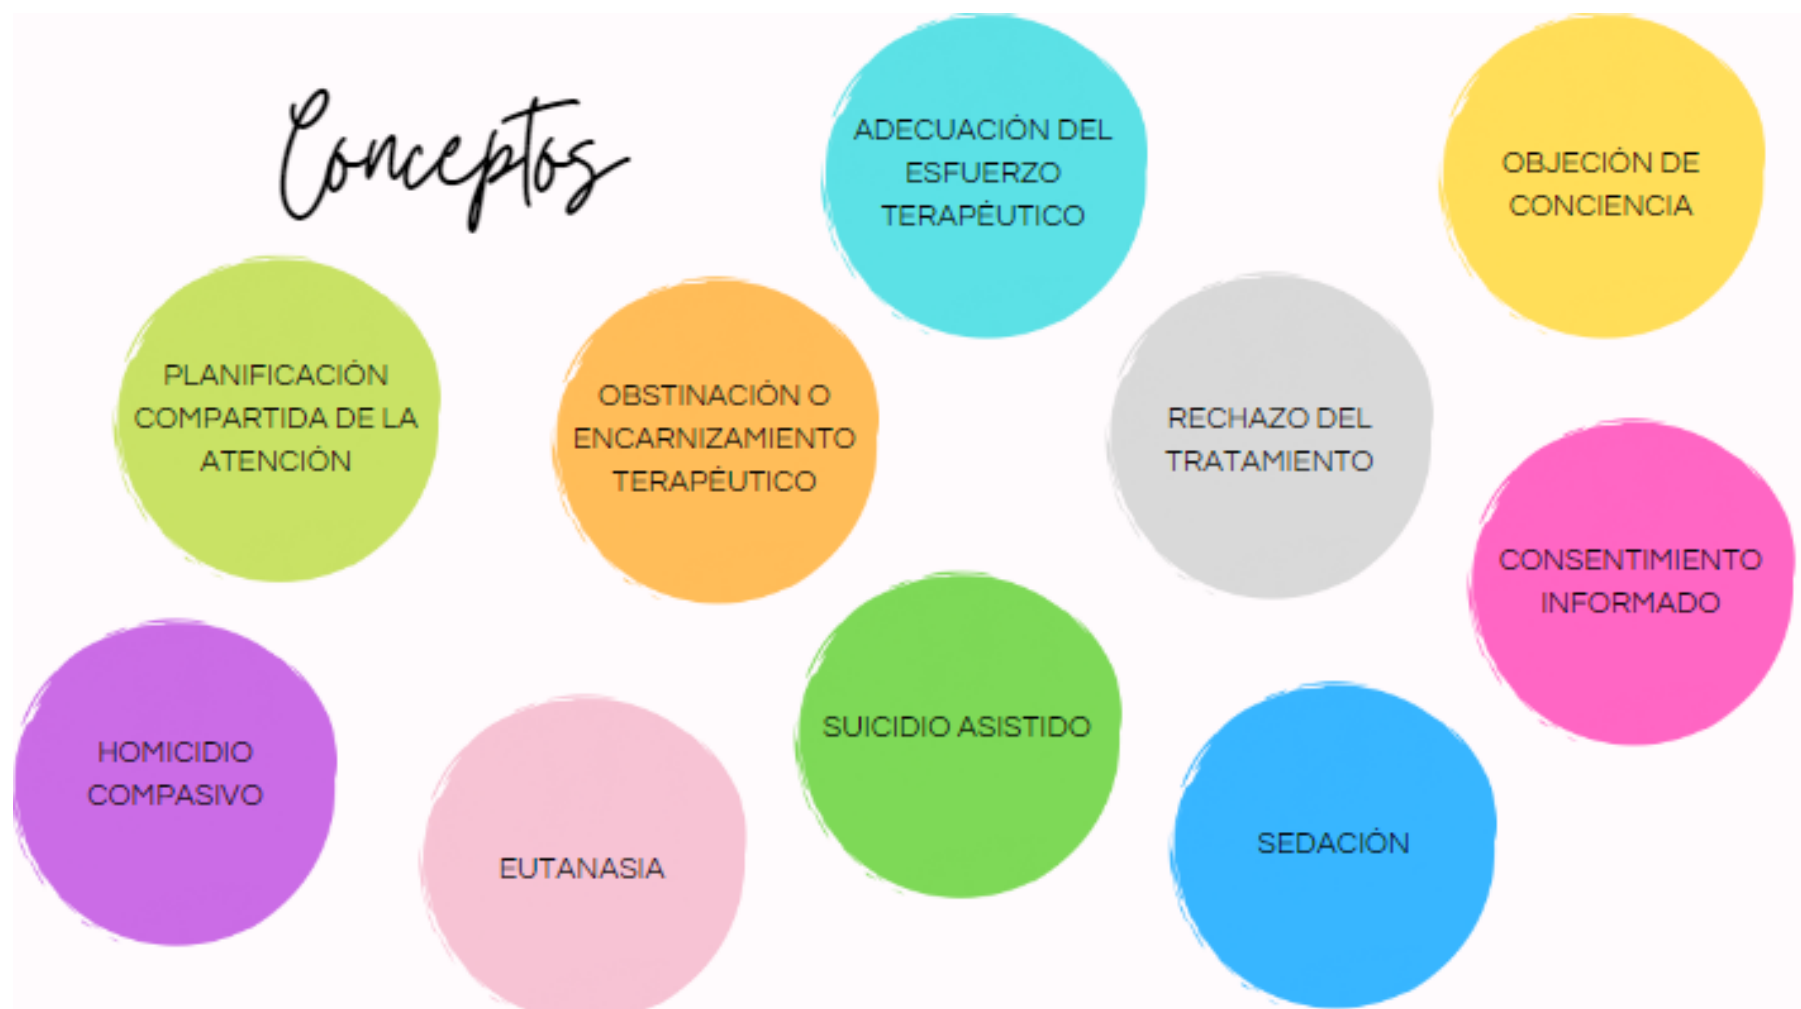 Conceptos
ADECUACIÓN DEL
ESFUERZO
TERAPÉUTICO
OBJECIÓN DE
CONCIENCIA
PLANIFICACIÓN
COMPARTIDA DE LA
ATENCIÓN
OBSTINACIÓN O
ENCARNIZAMIENTO
TERAPÉUTICO
RECHAZO DEL
TRATAMIENTO
CONSENTIMIENTO
INFORMADO
HOMICIDIO
COMPASIVO
EUTANASIA
SUICIDIO ASISTIDO
SEDACIÓN